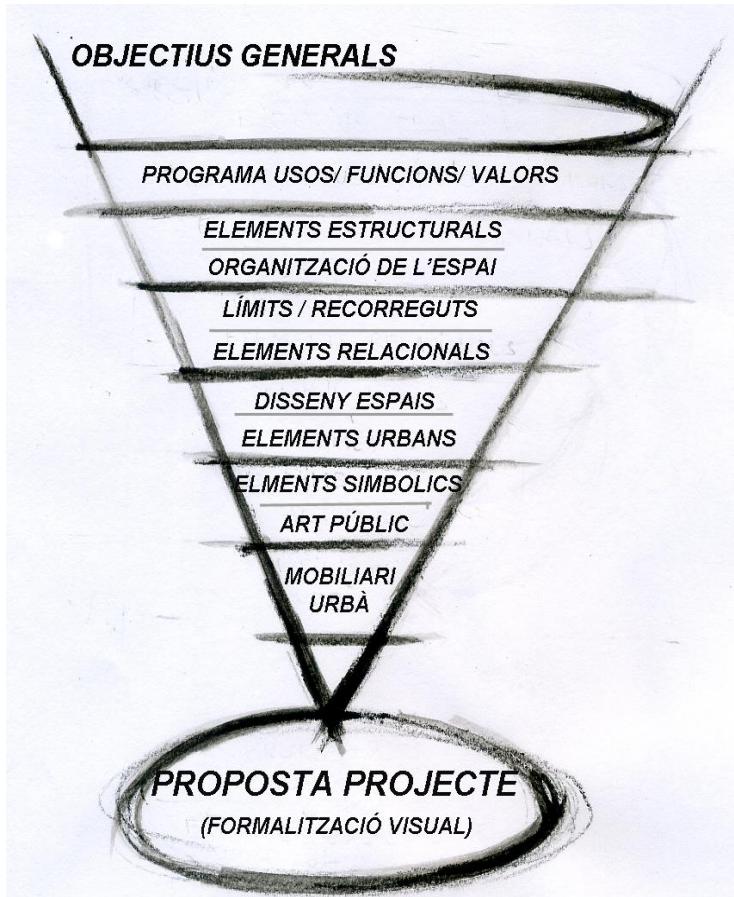 OBJECTIUS GENERALS
PROGRAMA USOS/ FUNCIONS/ VALORS
ELEMENTS ESTRUCTURALS
ORGANITZACIÓ DE L'ESPAI
LÍMITS / RECORREGUTS
ELEMENTS RELACIONALS
DISSENY ESPAIS
ELEMENTS URBANS
ELMENTS SIMBOLICS
ART PÚBLIC
MOBILIARI
URBÀ
PROPOSTA PROJECTE
(FORMALITZACIÓ VISUAL)